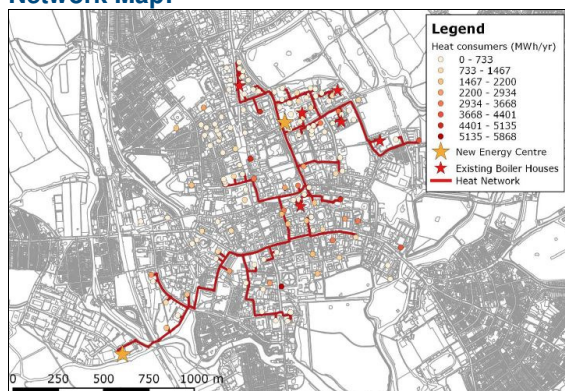 Network Map:
Legend
Heat consumers (MWh/yr)
0 - 733
733 - 1467
1467 - 2200
2200 - 2934
2934 - 3668
3668 - 4401
4401 - 5135
5135 - 5868
New Energy Centre
Existing Boiler Houses
Heat Network
0 250 500 750 1000 m